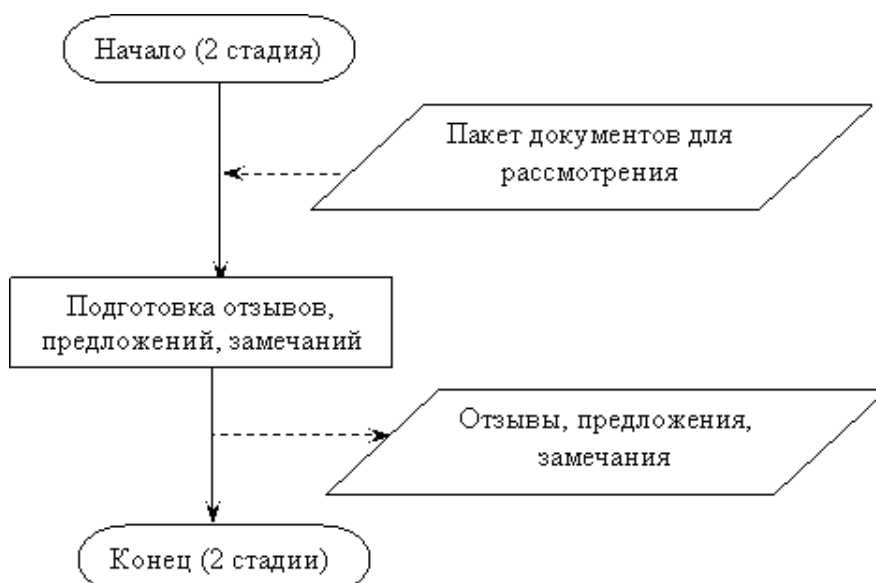 Начало (2 стадия)
Пакет документов для
рассмотрения
Подготовка отзывов,
предложений, замечаний
Отзывы, предложения,
замечания
Конец (2 стадии)